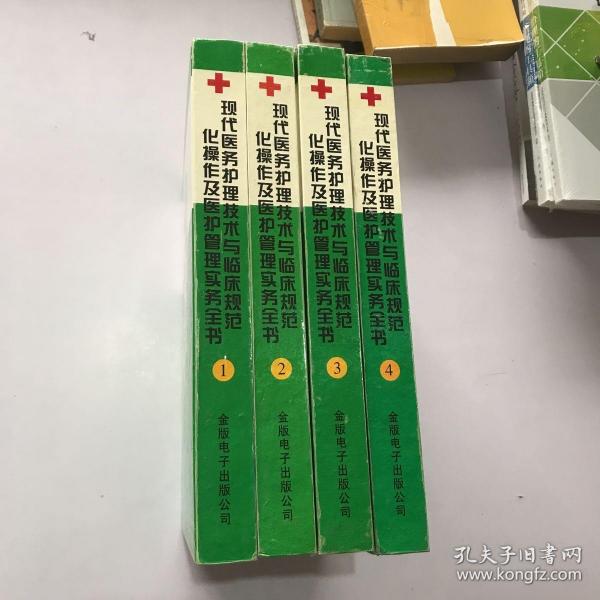 现代医务护理技术与临床规范
化操作及医护管理实务全书
1
金版电子出版公司
现代医务护理技术与临床规范
化操作及医护管理实务全书
2
金版电子出版公司
现代医务护理技术与临床规范
化操作及医护管理实务全书
3
金版电子出版公司
现代医务护理技术与临床规范
化操作及医护管理实务全书
4
金版电子出版公司
孔夫子旧书网
www.kongfz.com